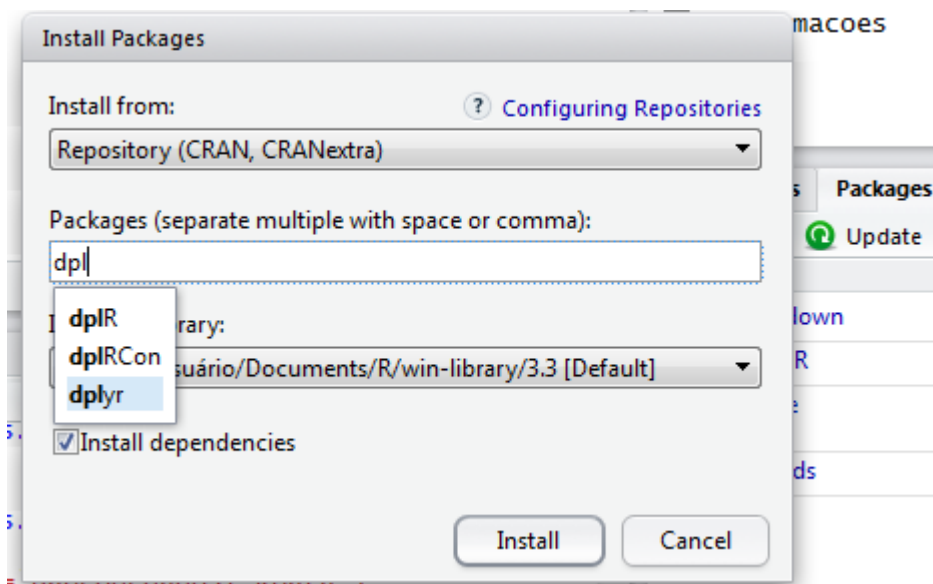 macoes
Install Packages
Install from:
? Configuring Repositories
Repository (CRAN, CRANextra)
Packages (separate multiple with space or comma):
dpl
dplR
dplRCon
dplyr
rary:
suário/Documents/R/win-library/3.3 [Default]
Install dependencies
Install
Cancel
Packages
Update
lown
R
ds